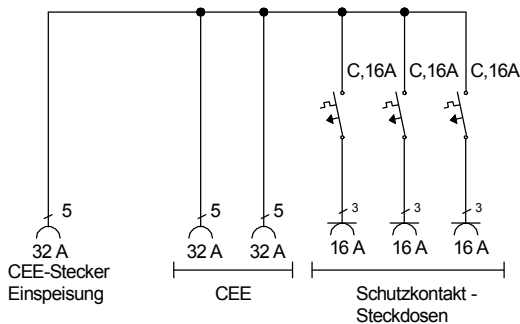 C,16A C,16A C,16A
5 5 5 3 3 3
32 A 32 A 32 A 16 A 16 A 16 A
CEE-Stecker
Einspeisung
CEE
Schutzkontakt -
Steckdosen